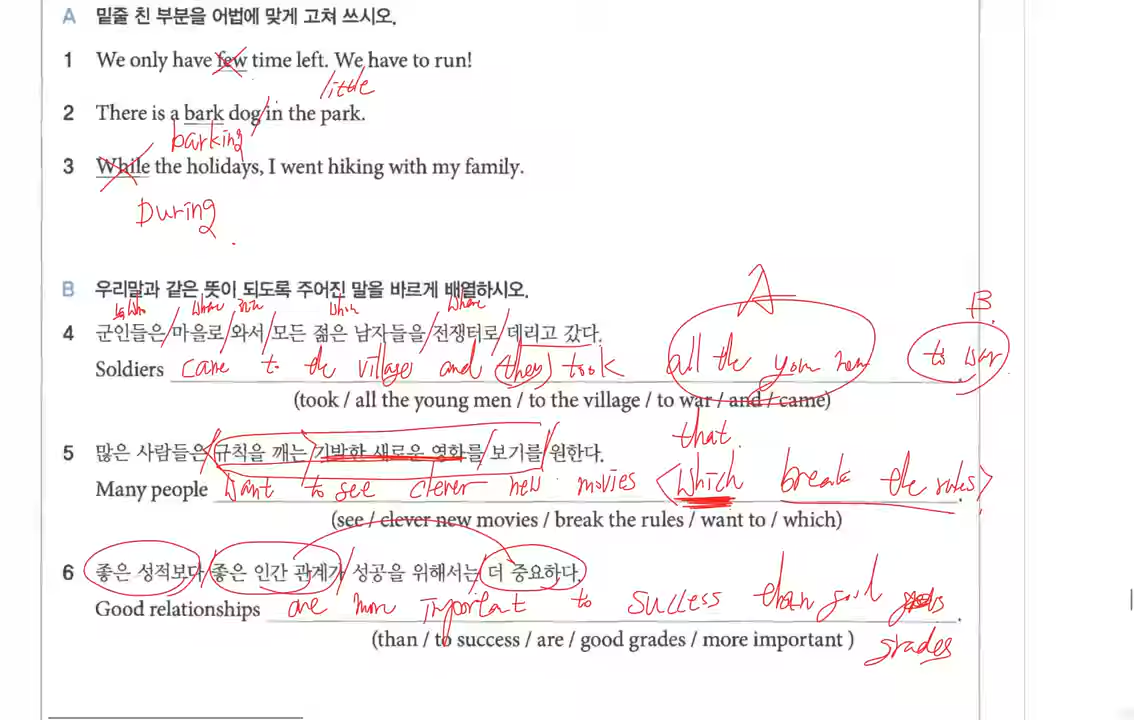 A 밑줄 친 부분을 어법에 맞게 고쳐 쓰시오.
1 We only have few time left. We have to run!
little
2 There is a bark dog in the park.
barking
3 While the holidays, I went hiking with my family.
During
B 우리말과 같은 뜻이 되도록 주어진 말을 바르게 배열하시오.
A
B
4 군인들은 마을로 와서 모든 젊은 남자들을 전쟁터로 데리고 갔다.
Soldiers came to the village and (they) took all the young men to war.
(took / all the young men / to the village / to war / and / came)
that
5 많은 사람들은 규칙을 깨는 기발한 새로운 영화를 보기를 원한다.
Many people want to see clever new movies which break the rules.
(see / clever new movies / break the rules / want to / which)
6 좋은 성적보다 좋은 인간 관계가 성공을 위해서는 더 중요하다.
Good relationships are more important to success than good
(than / to success / are / good grades / more important )
grades